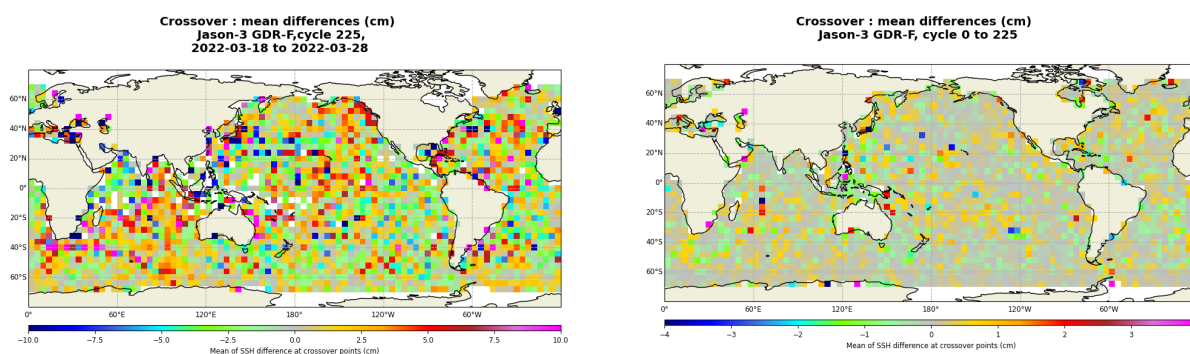 Crossover : mean differences (cm)
Jason-3 GDR-F,cycle 225,
2022-03-18 to 2022-03-28
60°N
40°N
20°N
0°
20°S
40°S
60°S
0°
60°E
120°E
180°
120°W
60°W
0°
−10.0
−7.5
−5.0
−2.5
0.0
2.5
5.0
7.5
10.0
Mean of SSH difference at crossover points (cm)
Crossover : mean differences (cm)
Jason-3 GDR-F, cycle 0 to 225
60°N
40°N
20°N
0°
20°S
40°S
60°S
0°
60°E
120°E
180°
120°W
60°W
0°
−4
−3
−2
−1
0
1
2
3
Mean of SSH difference at crossover points (cm)